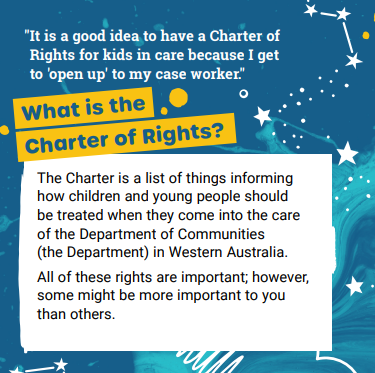 "It is a good idea to have a Charter of
Rights for kids in care because I get
to 'open up' to my case worker."
What is the
Charter of Rights?
The Charter is a list of things informing
how children and young people should
be treated when they come into the care
of the Department of Communities
(the Department) in Western Australia.
All of these rights are important; however,
some might be more important to you
than others.